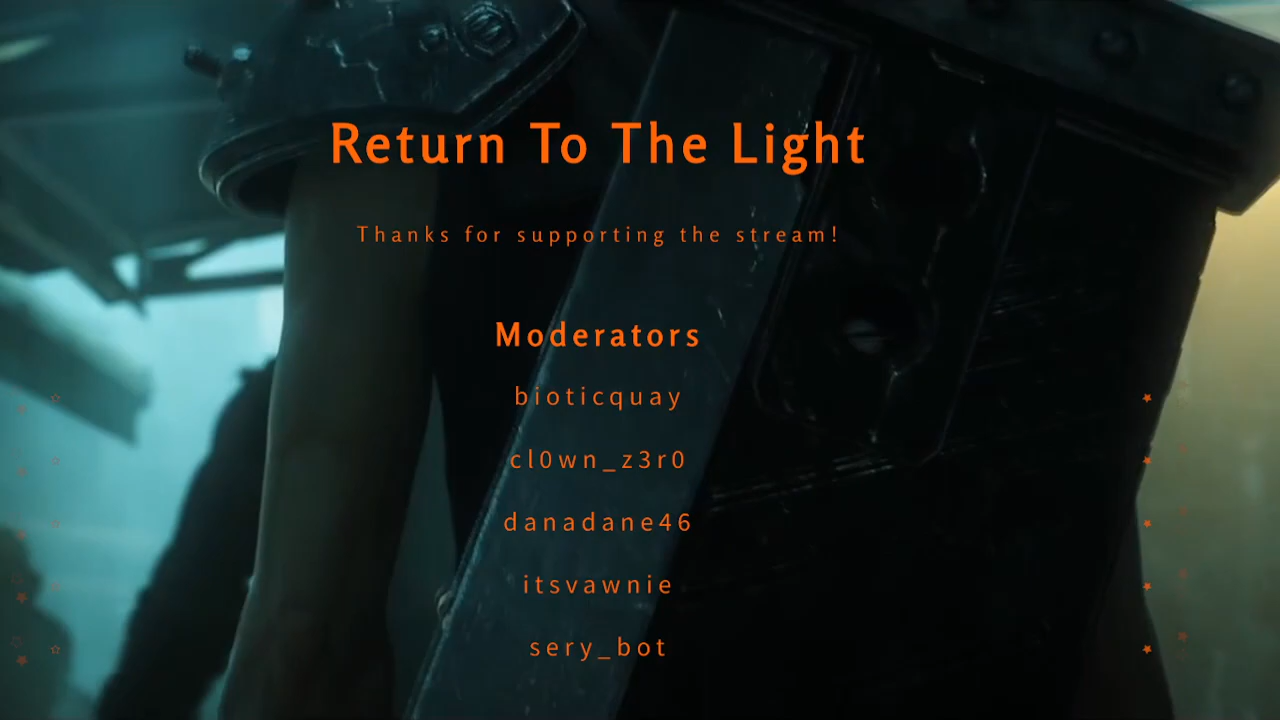 Return To The Light
Thanks for supporting the stream!
Moderators
bioticquay
cl0wn_z3r0
danadane46
itsvawnie
sery_bot